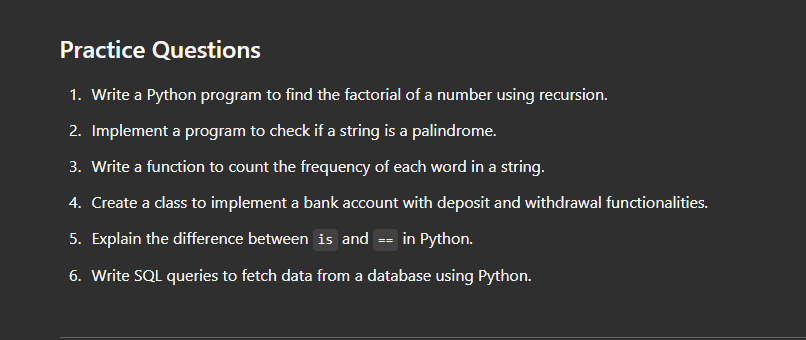 Practice Questions
1. Write a Python program to find the factorial of a number using recursion.
2. Implement a program to check if a string is a palindrome.
3. Write a function to count the frequency of each word in a string.
4. Create a class to implement a bank account with deposit and withdrawal functionalities.
5. Explain the difference between is and == in Python.
6. Write SQL queries to fetch data from a database using Python.